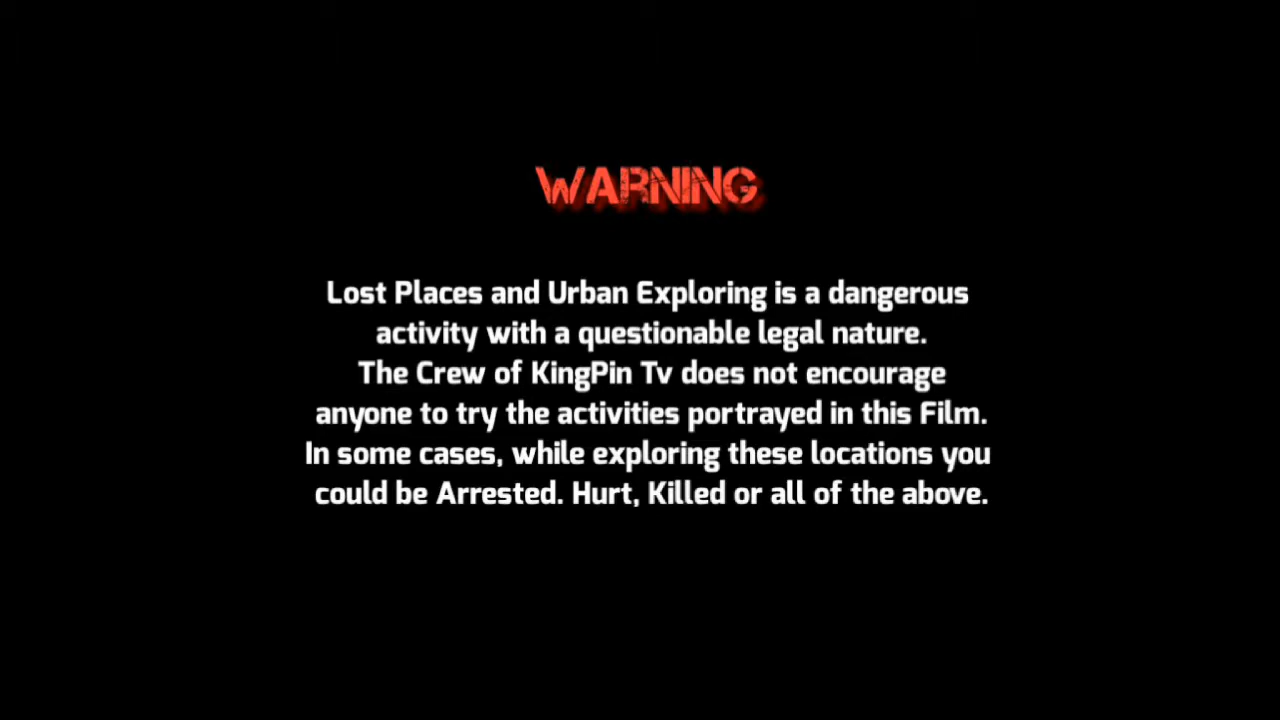 WARNING
Lost Places and Urban Exploring is a dangerous
activity with a questionable legal nature.
The Crew of KingPin Tv does not encourage
anyone to try the activities portrayed in this Film.
In some cases, while exploring these locations you
could be Arrested. Hurt, Killed or all of the above.